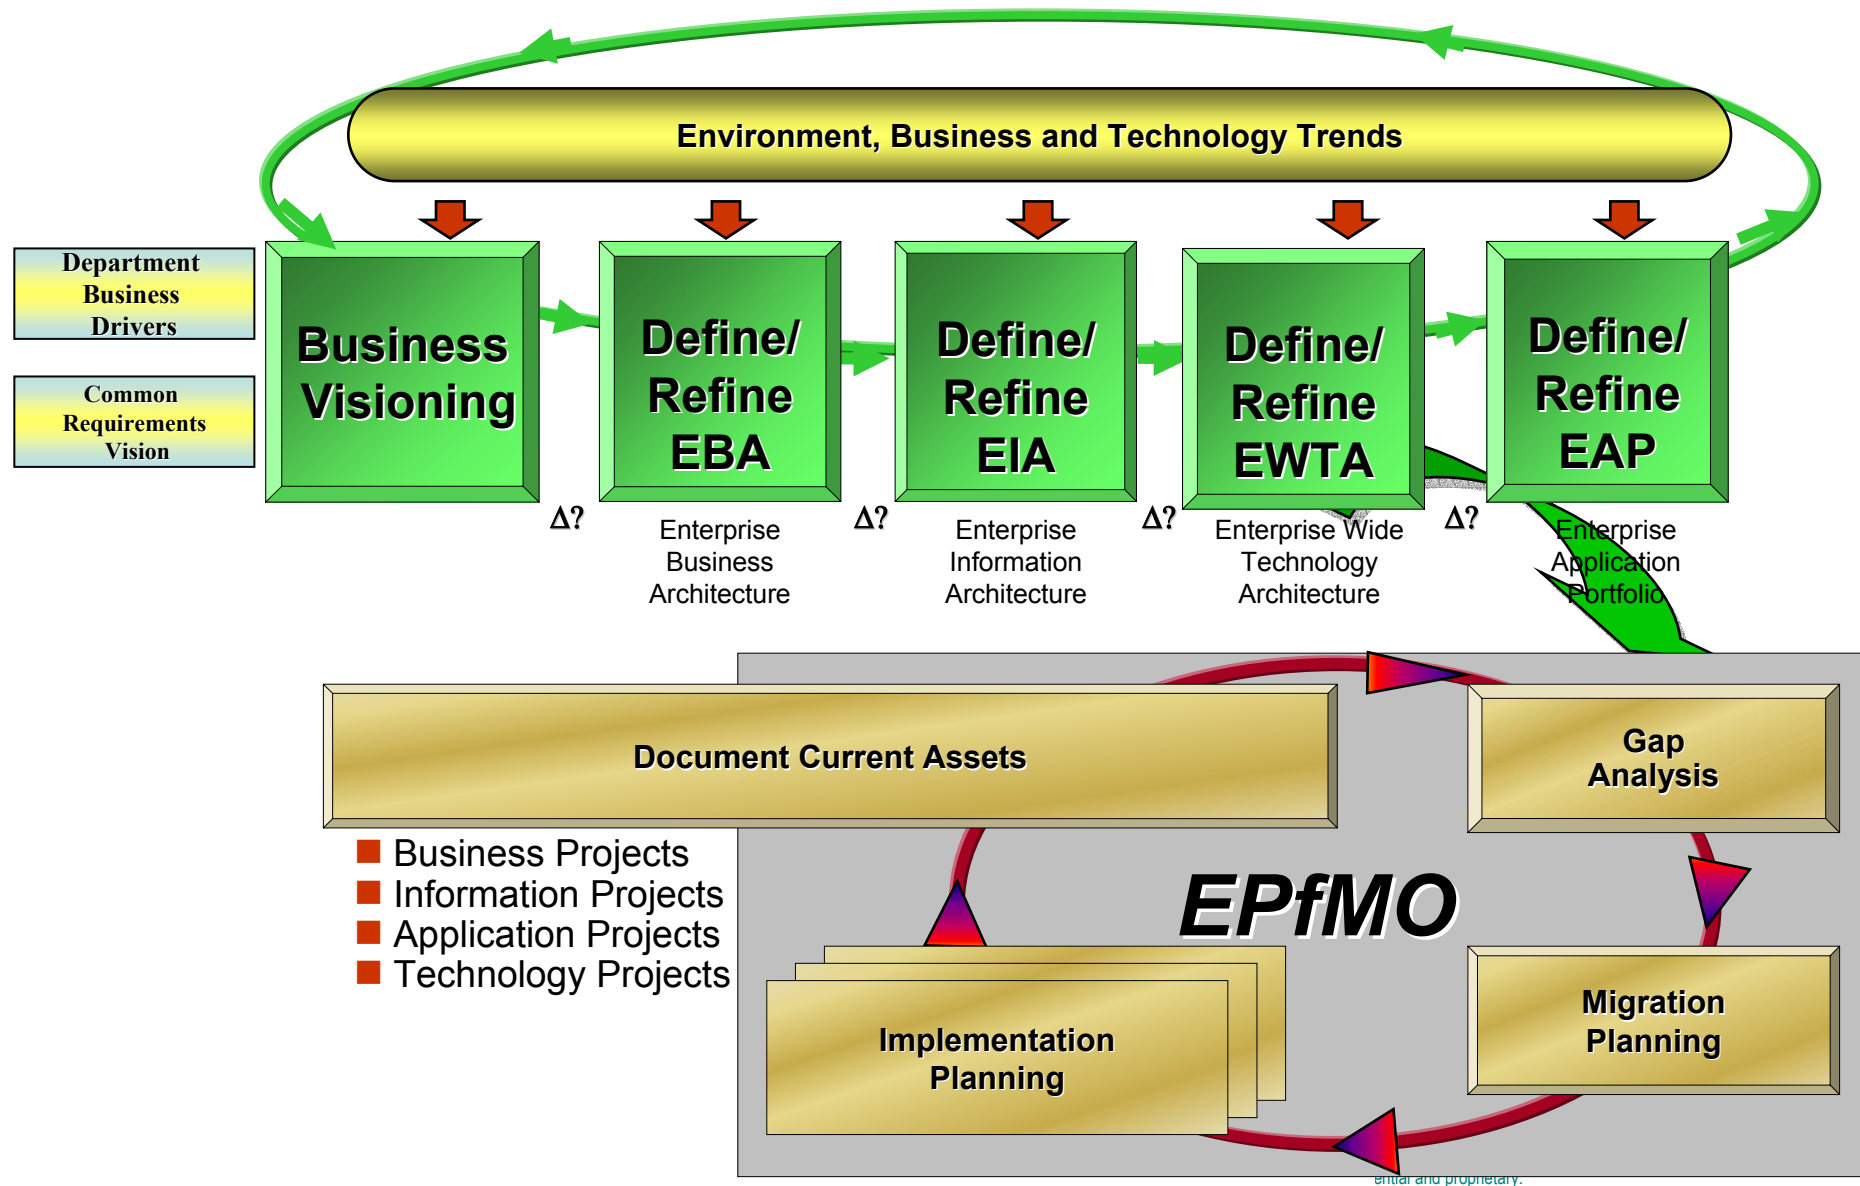 Environment, Business and Technology Trends
Department
Business
Drivers
Common
Requirements
Vision
Business
Visioning
Define/
Refine
EBA
Define/
Refine
EIA
Define/
Refine
EWTA
Define/
Refine
EAP
Δ?
Δ?
Δ?
Δ?
Enterprise
Business
Architecture
Enterprise
Information
Architecture
Enterprise Wide
Technology
Architecture
Enterprise
Application
Portfolio
Document Current Assets
Gap
Analysis
Business Projects
Information Projects
Application Projects
Technology Projects
EPfMO
Implementation
Planning
Migration
Planning
and proprietary.